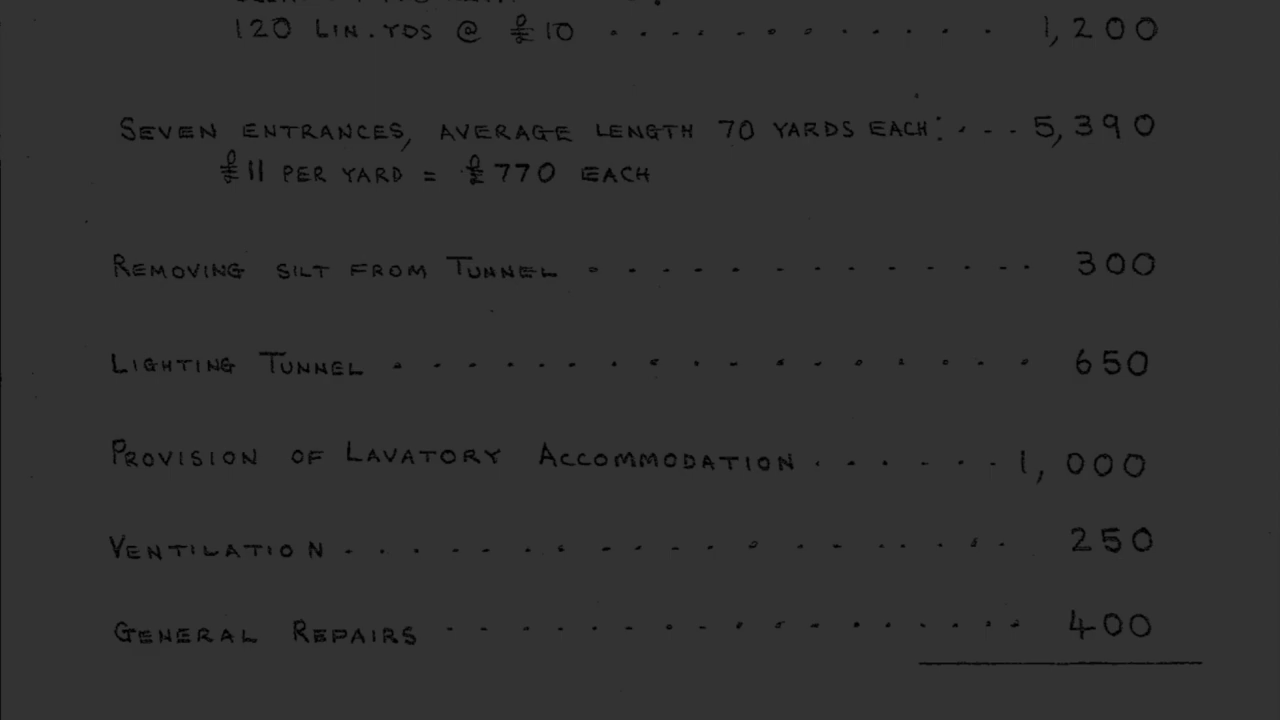 120 LIN. YDS @ £10 . . . . . . . . . . . . . 1,200
SEVEN ENTRANCES, AVERAGE LENGTH 70 YARDS EACH: . . . 5,390
£11 PER YARD = £770 EACH
REMOVING SILT FROM TUNNEL . . . . . . . . . . . . . . 300
LIGHTING TUNNEL . . . . . . . . . . . . . . . . . . 650
PROVISION OF LAVATORY ACCOMMODATION . . . . . . 1,000
VENTILATION . . . . . . . . . . . . . . . . . . 250
GENERAL REPAIRS . . . . . . . . . . . . . . . . 400